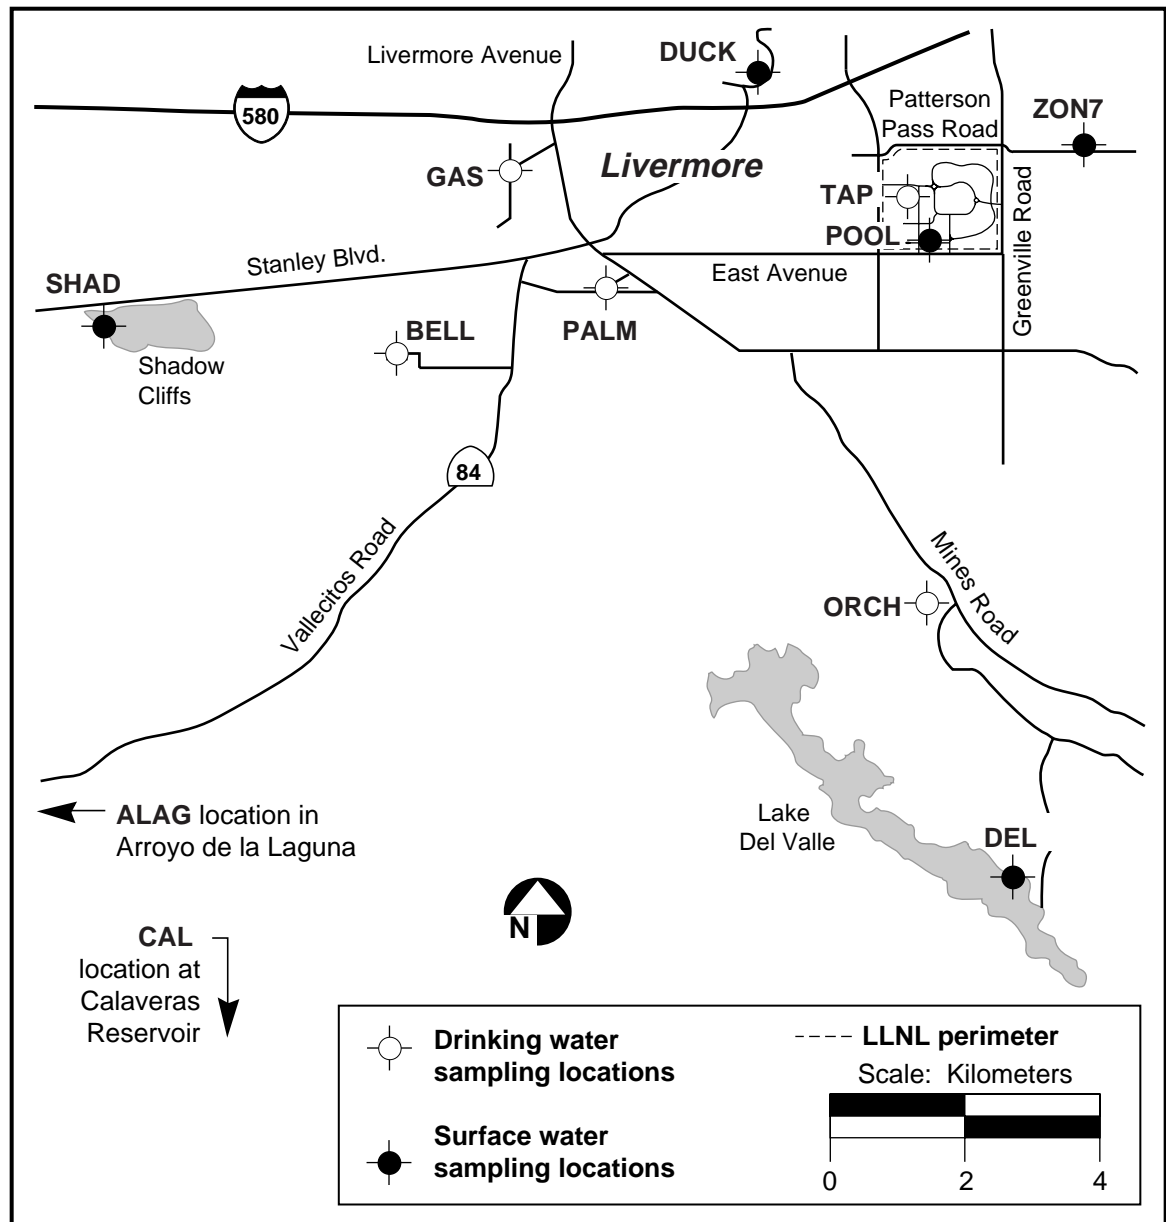 Livermore Avenue
DUCK
580
Patterson
Pass Road
ZON7
GAS
Livermore
TAP
POOL
Greenville Road
Stanley Blvd.
East Avenue
SHAD
BELL
PALM
Shadow
Cliffs
84
Vallecitos Road
Mines Road
ORCH
ALAG location in
Arroyo de la Laguna
Lake
Del Valle
DEL
N
CAL
location at
Calaveras
Reservoir
Drinking water
sampling locations
Surface water
sampling locations
LLNL perimeter
Scale: Kilometers
0 2 4